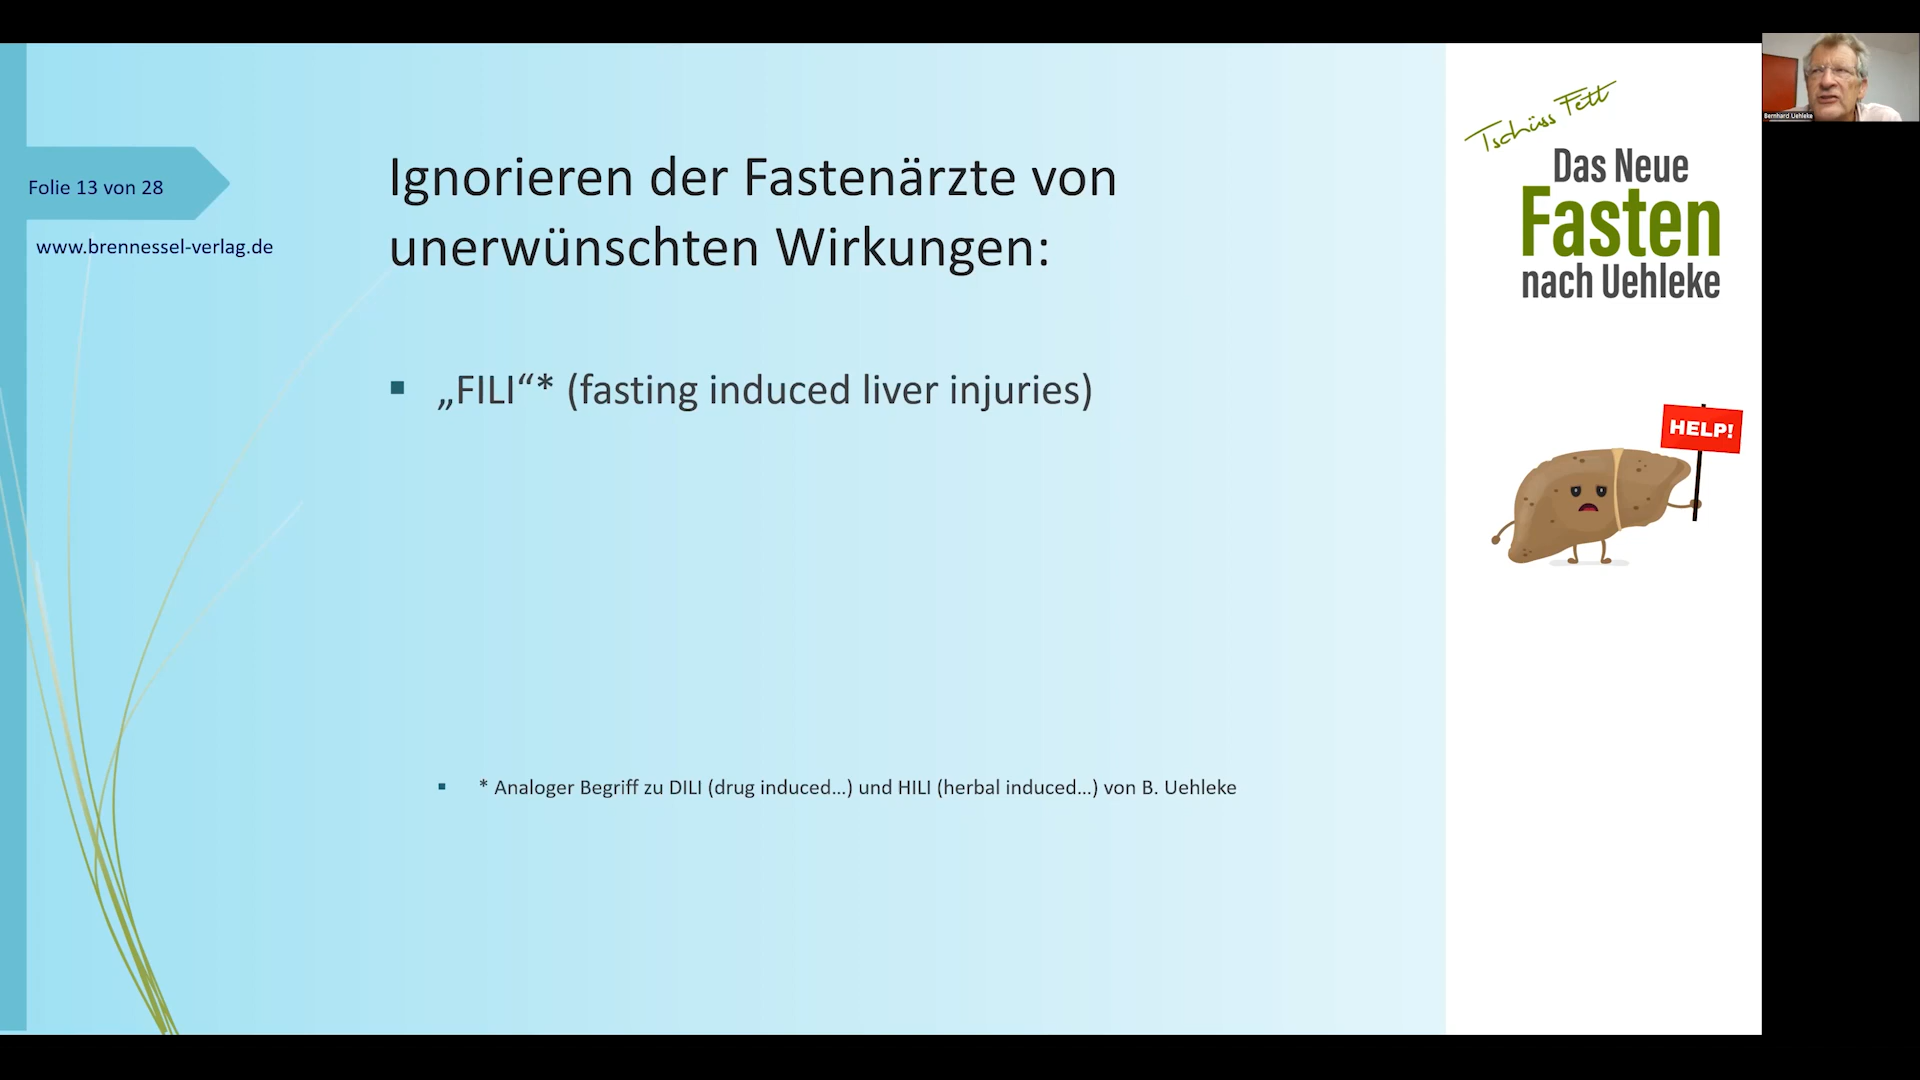 Folie 13 von 28
www.brennessel-verlag.de
Ignorieren der Fastenärzte von
unerwünschten Wirkungen:
„FILI“* (fasting induced liver injuries)
* Analoger Begriff zu DILI (drug induced...) und HILI (herbal induced...) von B. Uehleke
Tschüss Fett
Das Neue
Fasten
nach Uehleke
HELP!
Bernhard Uehleke